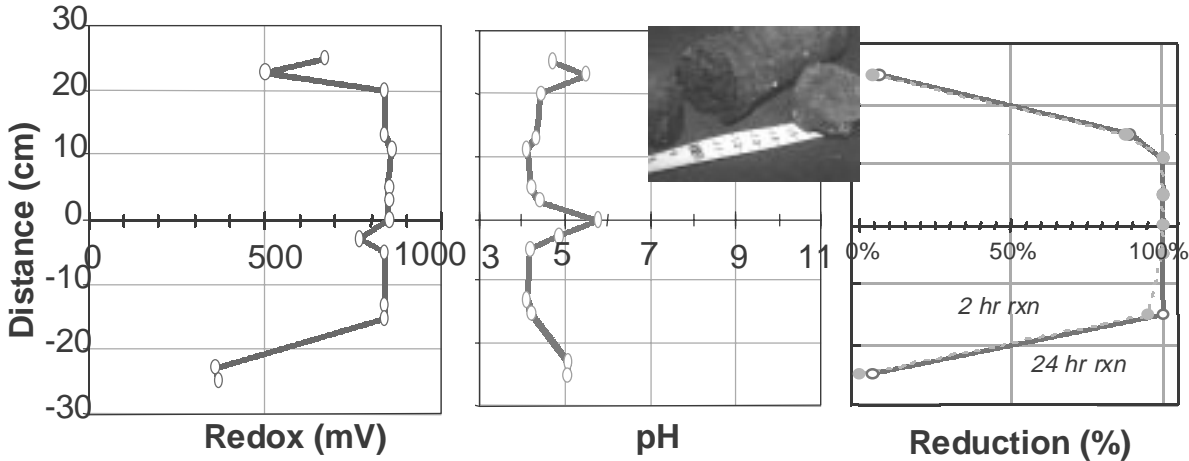 30
20
10
0
-10
-20
-30
Distance (cm)
0 500 1000
Redox (mV)
3 5 7 9 11
pH
0% 50% 100%
2 hr rxn
24 hr rxn
Reduction (%)